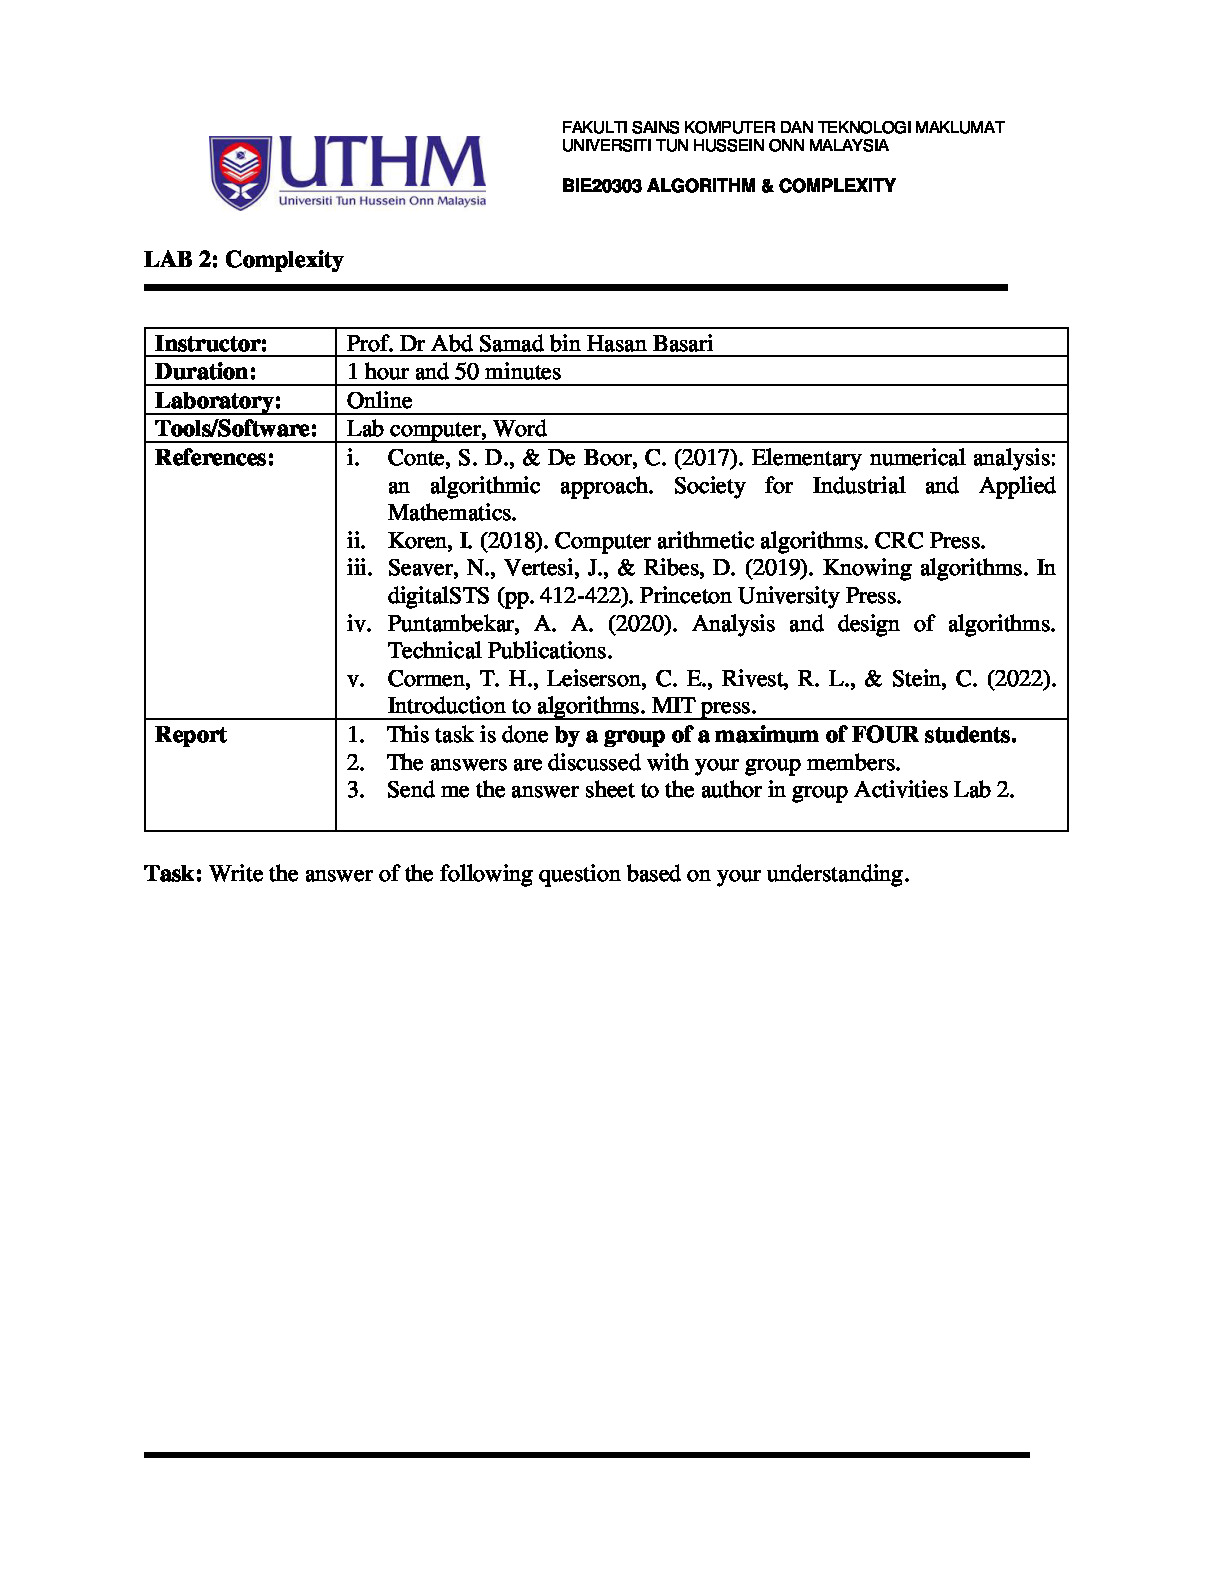 UTHM
Universiti Tun Hussein Onn Malaysia
FAKULTI SAINS KOMPUTER DAN TEKNOLOGI MAKLUMAT
UNIVERSITI TUN HUSSEIN ONN MALAYSIA
BIE20303 ALGORITHM & COMPLEXITY
LAB 2: Complexity
Instructor: Prof. Dr Abd Samad bin Hasan Basari
Duration: 1 hour and 50 minutes
Laboratory: Online
Tools/Software: Lab computer, Word
References: i. Conte, S. D., & De Boor, C. (2017). Elementary numerical analysis:
an algorithmic approach. Society for Industrial and Applied
Mathematics.
ii. Koren, I. (2018). Computer arithmetic algorithms. CRC Press.
iii. Seaver, N., Vertesi, J., & Ribes, D. (2019). Knowing algorithms. In
digitalSTS (pp. 412-422). Princeton University Press.
iv. Puntambekar, A. A. (2020). Analysis and design of algorithms.
Technical Publications.
v. Cormen, T. H., Leiserson, C. E., Rivest, R. L., & Stein, C. (2022).
Introduction to algorithms. MIT press.
Report 1. This task is done by a group of a maximum of FOUR students.
2. The answers are discussed with your group members.
3. Send me the answer sheet to the author in group Activities Lab 2.
Task: Write the answer of the following question based on your understanding.